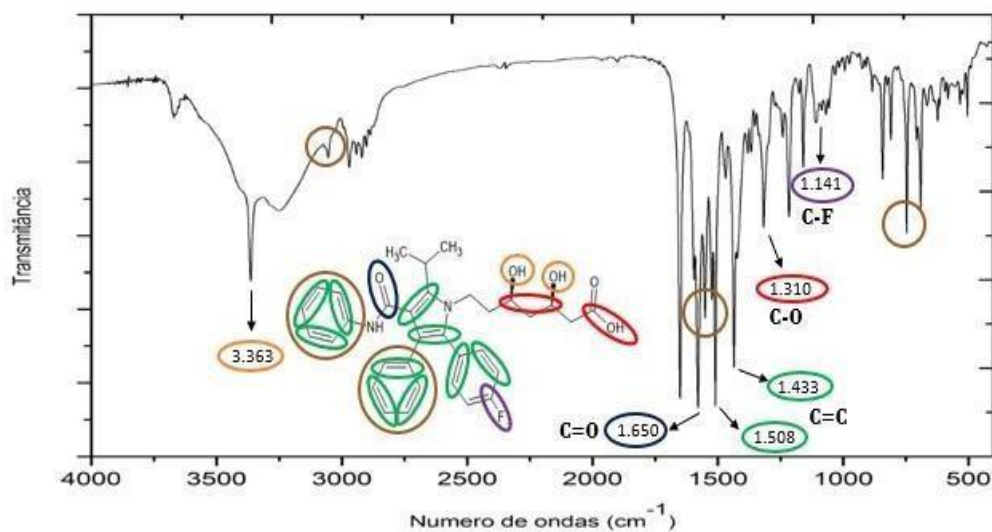 Transmitância
3.363
CH₃
CH₃
O
NH
N
OH
OH
O
OH
F
1.141
C-F
1.310
C-O
1.433
C=C
C=O
1.650
1.508
4000
3500
3000
2500
2000
1500
1000
500
Numero de ondas (cm⁻¹)